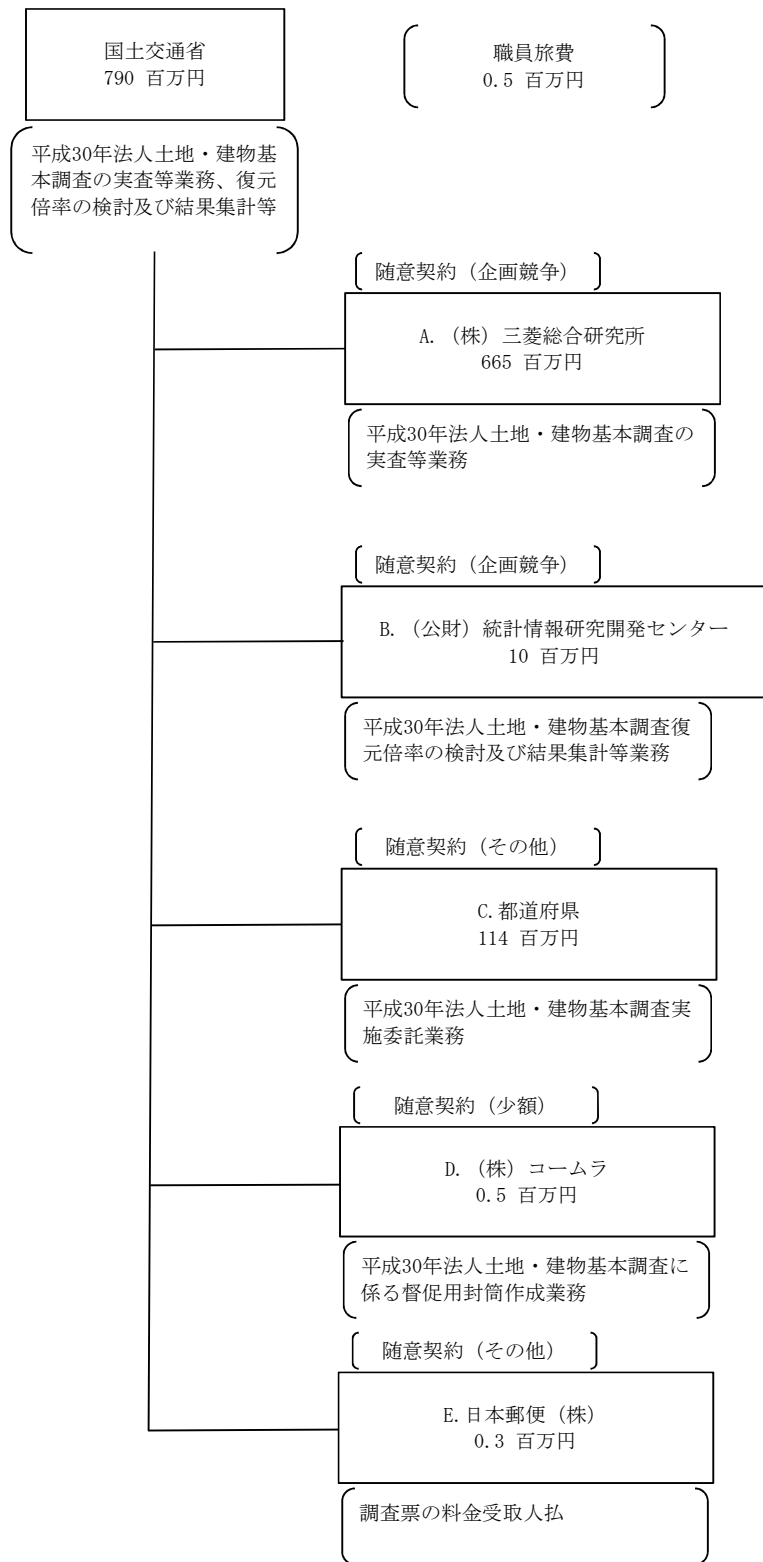 国土交通省
790 百万円
職員旅費
0.5 百万円
平成30年法人土地・建物基
本調査の実査等業務、復元
倍率の検討及び結果集計等
随意契約（企画競争）
A. （株）三菱総合研究所
665 百万円
平成30年法人土地・建物基本調査の
実査等業務
随意契約（企画競争）
B. （公財）統計情報研究開発センター
10 百万円
平成30年法人土地・建物基本調査復
元倍率の検討及び結果集計等業務
随意契約（その他）
C.都道府県
114 百万円
平成30年法人土地・建物基本調査実
施委託業務
随意契約（少額）
D. （株）コームラ
0.5 百万円
平成30年法人土地・建物基本調査に
係る督促用封筒作成業務
随意契約（その他）
E.日本郵便（株）
0.3 百万円
調査票の料金受取人払